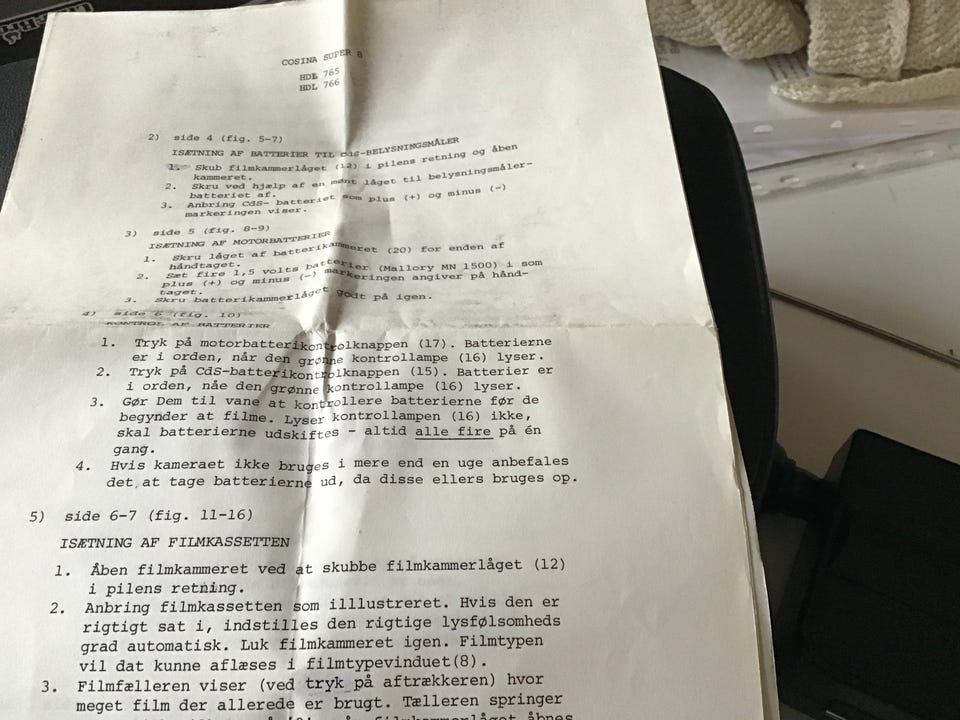 COSINA SUPER 8
HDL 765
HDL 766
2) side 4 (fig. 5-7)
ISÆTNING AF BATTERIER TIL CdS-BELYSNINGSMÅLER
1. Skub filmkammerlåget (12) i pilens retning og åben
kammeret.
2. Skru ved hjælp af en mønt låget til belysningsmåler-
batteriet af.
3. Anbring CdS- batteriet som plus (+) og minus (-)
markeringen viser.
3) side 5 (fig. 8-9)
ISÆTNING AF MOTORBATTERIER
1. Skru låget af batterikammeret (20) for enden af
håndtaget.
2. Sæt fire 1,5 volts batterier (Mallory MN 1500) i som
plus (+) og minus (-) markeringen angiver på hånd-
taget.
3. Skru batterikammerlåget godt på igen.
4) side 6 (fig. 10)
KONTROL AF BATTERIER
1. Tryk på motorbatterikontrolknappen (17). Batterierne
er i orden, når den grønne kontrollampe (16) lyser.
2. Tryk på CdS-batterikontrolknappen (15). Batterier er
i orden, nåe den grønne kontrollampe (16) lyser.
3. Gør Dem til vane at kontrollere batterierne før de
begynder at filme. Lyser kontrollampen (16) ikke,
skal batterierne udskiftes - altid alle fire på én
gang.
4. Hvis kameraet ikke bruges i mere end en uge anbefales
det at tage batterierne ud, da disse ellers bruges op.
5) side 6-7 (fig. 11-16)
ISÆTNING AF FILMKASSETTEN
1. Åben filmkammeret ved at skubbe filmkammerlåget (12)
i pilens retning.
2. Anbring filmkassetten som illlustreret. Hvis den er
rigtigt sat i, indstilles den rigtige lysfølsomheds
grad automatisk. Luk filmkammeret igen. Filmtypen
vil dat kunne aflæses i filmtypevinduet(8).
3. Filmfælleren viser (ved tryk på aftrækkeren) hvor
meget film der allerede er brugt. Tælleren springer
filmkammerlåget åbnes